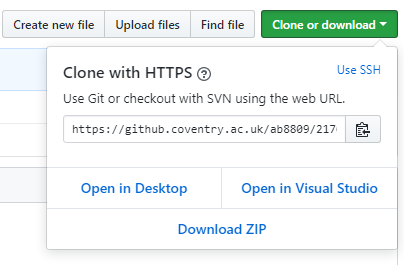 Create new file Upload files Find file Clone or download
Clone with HTTPS ? Use SSH
Use Git or checkout with SVN using the web URL.
https://github.coventry.ac.uk/ab8809/217
Open in Desktop Open in Visual Studio
Download ZIP